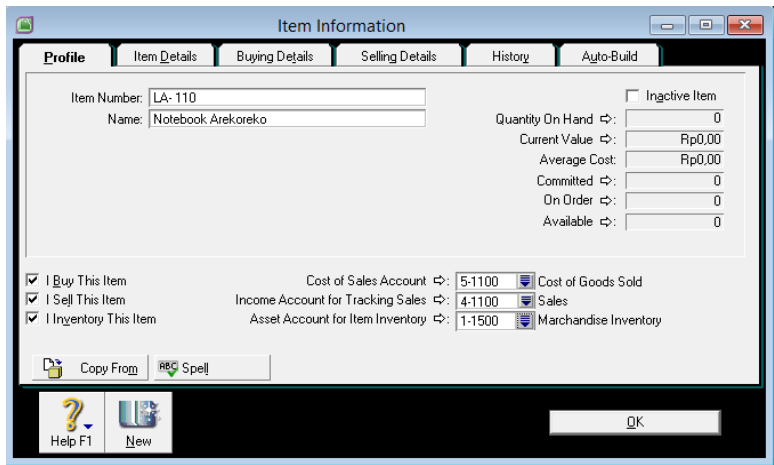 Item Information
Profile Item Details Buying Details Selling Details History Auto-Build
Item Number: LA- 110
Name: Notebook Arekoreko
Inactive Item
Quantity On Hand ⇨: 0
Current Value ⇨: Rp0,00
Average Cost: Rp0,00
Committed ⇨: 0
On Order ⇨: 0
Available ⇨: 0
I Buy This Item
I Sell This Item
I Inventory This Item
Cost of Sales Account ⇨: 5-1100 Cost of Goods Sold
Income Account for Tracking Sales ⇨: 4-1100 Sales
Asset Account for Item Inventory ⇨: 1-1500 Marchandise Inventory
Copy From ABC Spell
Help F1 New OK